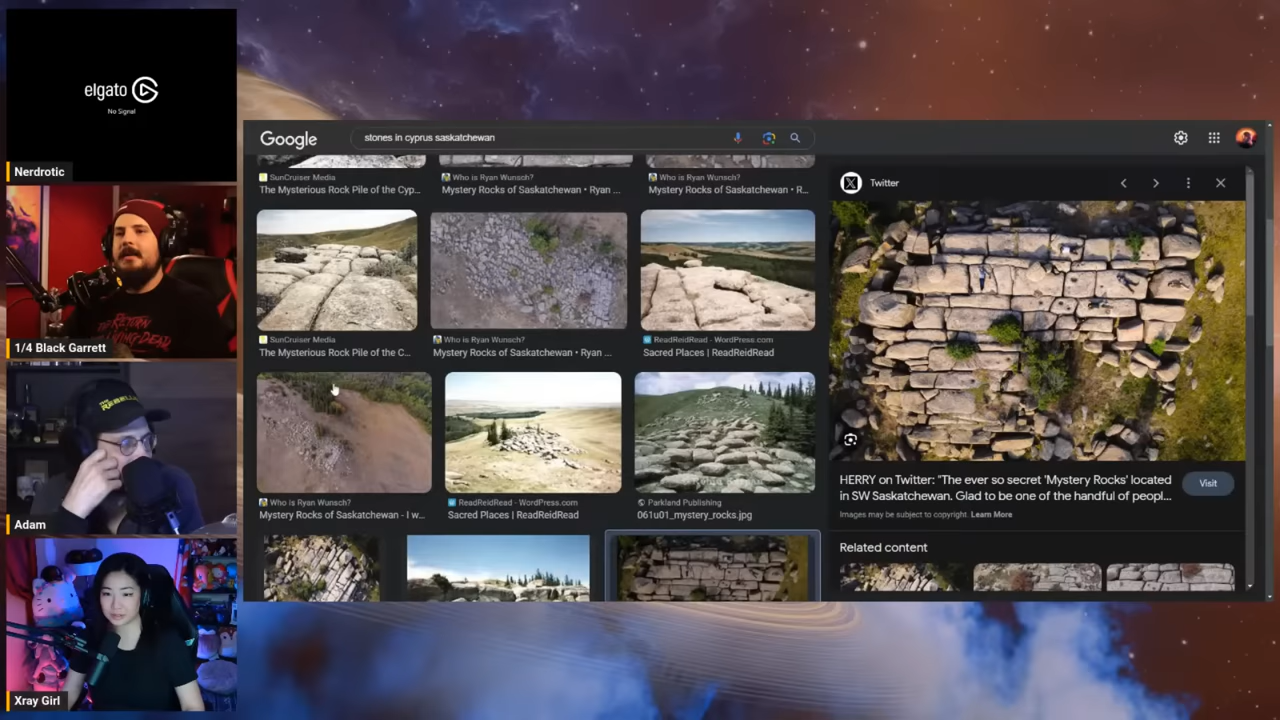 elgato
No Signal
Nerdrotic
THE RETURN
LIVING DEAD
1/4 Black Garrett
THE REBELLER
Adam
Xray Girl
Google
stones in cyprus saskatchewan
SunCruiser Media
The Mysterious Rock Pile of the Cyp...
Who is Ryan Wunsch?
Mystery Rocks of Saskatchewan • Ryan ...
Who is Ryan Wunsch?
Mystery Rocks of Saskatchewan • R...
SunCruiser Media
The Mysterious Rock Pile of the C...
Who is Ryan Wunsch?
Mystery Rocks of Saskatchewan • Ryan ...
ReadReidRead - WordPress.com
Sacred Places | ReadReidRead
Who is Ryan Wunsch?
Mystery Rocks of Saskatchewan - I w...
ReadReidRead - WordPress.com
Sacred Places | ReadReidRead
Parkland Publishing
061u01_mystery_rocks.jpg
X
Twitter
HERRY on Twitter: "The ever so secret 'Mystery Rocks' located
in SW Saskatchewan. Glad to be one of the handful of peopl...
Visit
Images may be subject to copyright. Learn More
Related content